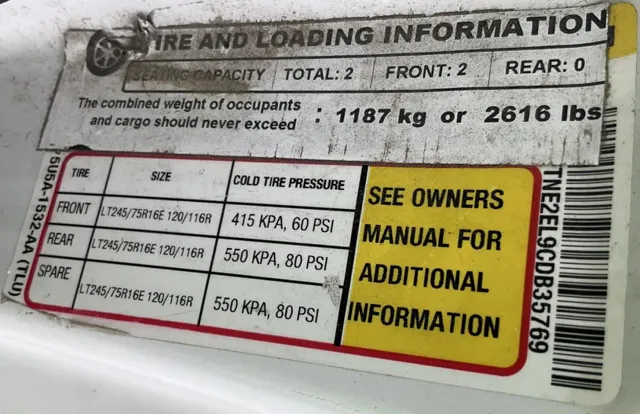 TIRE AND LOADING INFORMATION
SEATING CAPACITY TOTAL: 2 FRONT: 2 REAR: 0
The combined weight of occupants
and cargo should never exceed : 1187 kg or 2616 lbs
TIRE SIZE COLD TIRE PRESSURE
FRONT LT245/75R16E 120/116R 415 KPA, 60 PSI
REAR LT245/75R16E 120/116R 550 KPA, 80 PSI
SPARE LT245/75R16E 120/116R 550 KPA, 80 PSI
SEE OWNERS
MANUAL FOR
ADDITIONAL
INFORMATION
5U5A-1532-AA (TLU)
TNE2EL9CDB35769